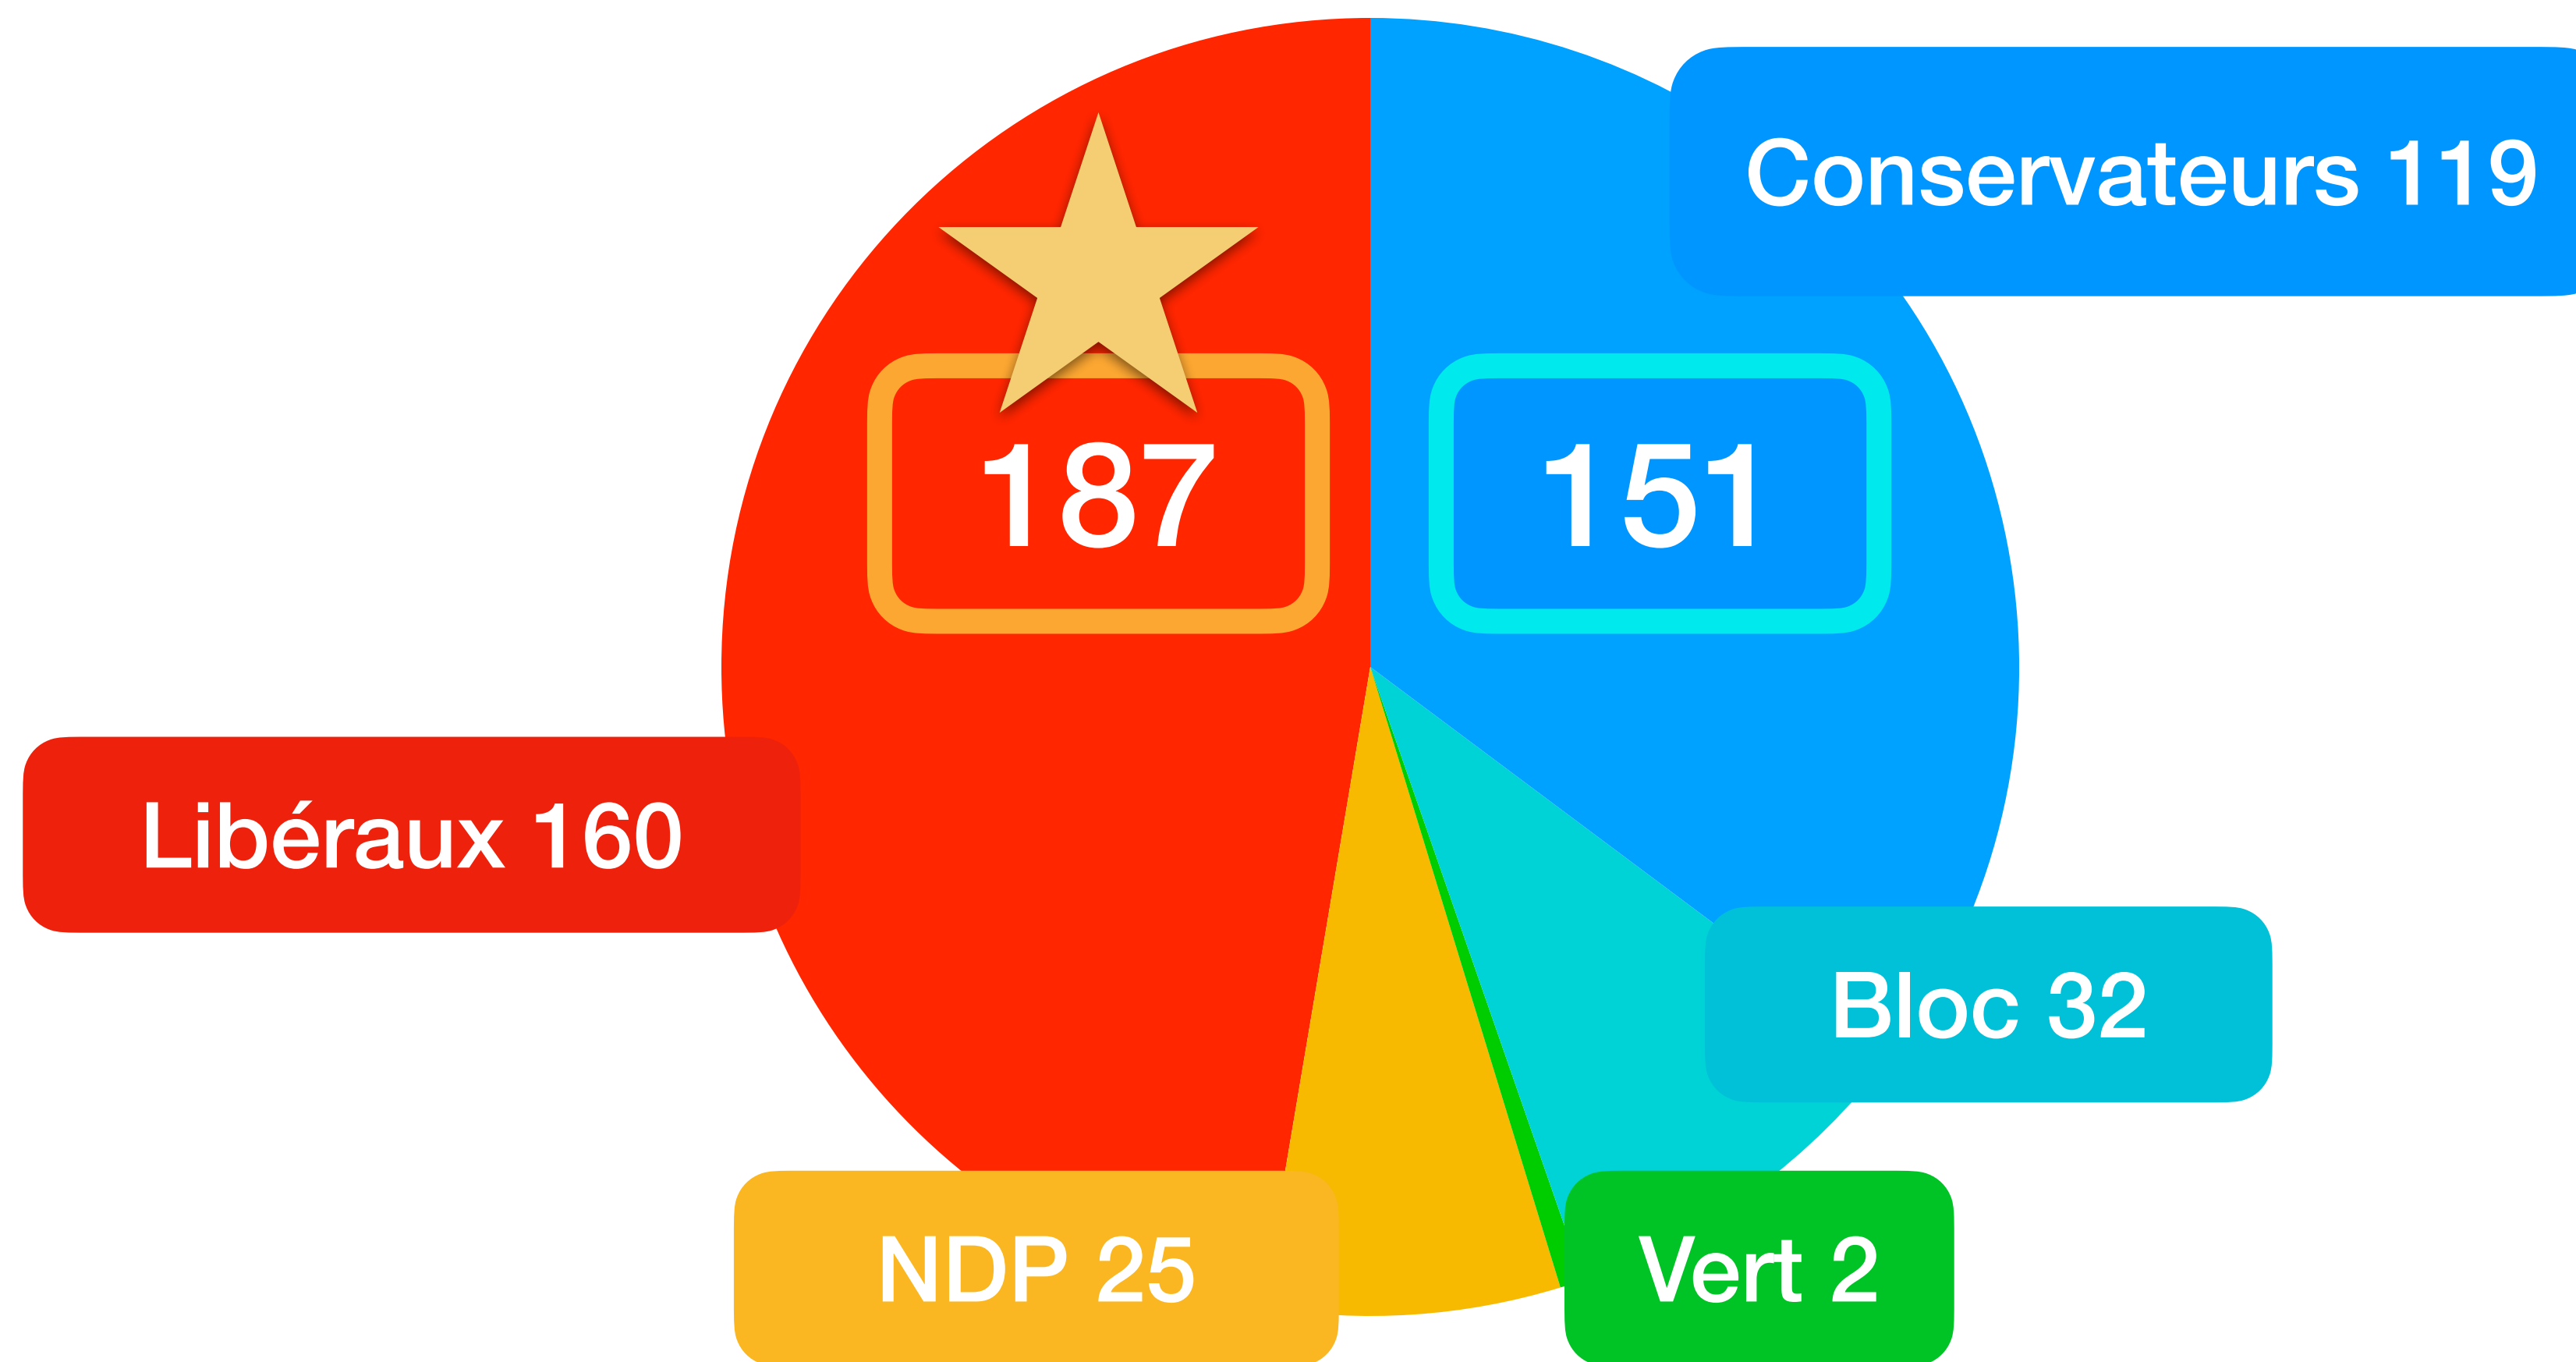 Conservateurs 119
187
151
Libéraux 160
Bloc 32
NDP 25
Vert 2